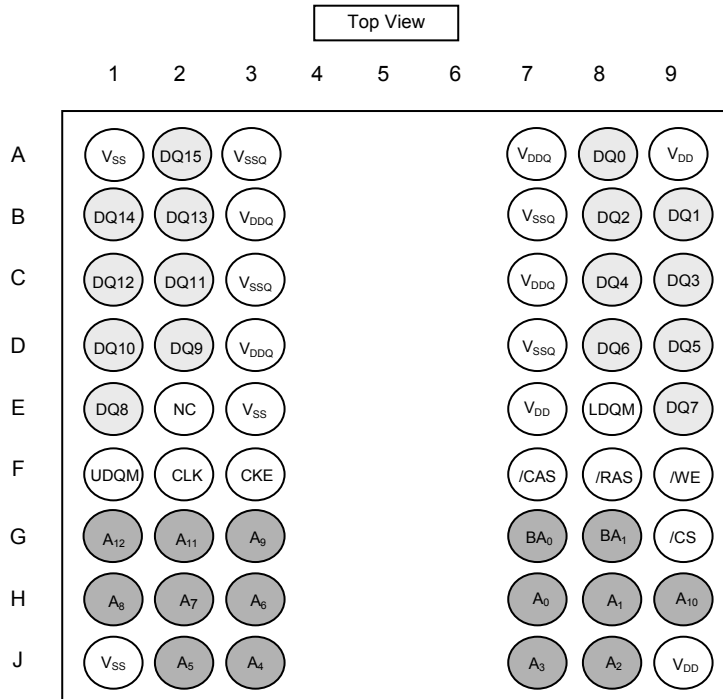 Top View
1 2 3 4 5 6 7 8 9
A VSS DQ15 VSSQ VDDQ DQ0 VDD
B DQ14 DQ13 VDDQ VSSQ DQ2 DQ1
C DQ12 DQ11 VSSQ VDDQ DQ4 DQ3
D DQ10 DQ9 VDDQ VSSQ DQ6 DQ5
E DQ8 NC VSS VDD LDQM DQ7
F UDQM CLK CKE /CAS /RAS /WE
G A12 A11 A9 BA0 BA1 /CS
H A8 A7 A6 A0 A1 A10
J VSS A5 A4 A3 A2 VDD